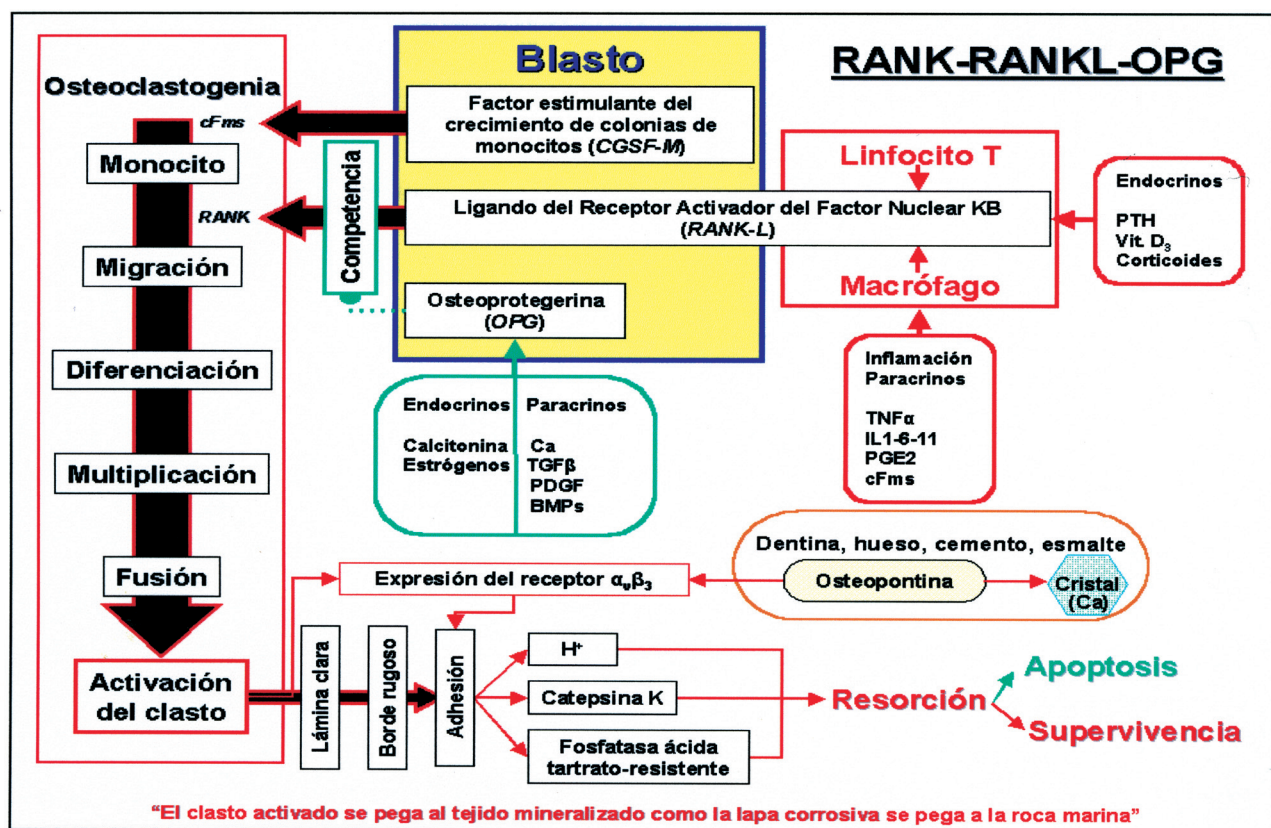 RANK-RANKL-OPG
Osteoclastogenia
cFms
Monocito
RANK
Migración
Diferenciación
Multiplicación
Fusión
Activación
del clasto
Blasto
Factor estimulante del
crecimiento de colonias de
monocitos (CGSF-M)
Ligando del Receptor Activador del Factor Nuclear KB
(RANK-L)
Competencia
Osteoprotegerina
(OPG)
Endocrinos
Calcitonina
Estrógenos
Paracrinos
Ca
TGFβ
PDGF
BMPs
Linfocito T
Macrófago
Endocrinos
PTH
Vit. D₃
Corticoides
Inflamación
Paracrinos
TNFα
IL1-6-11
PGE2
cFms
Dentina, hueso, cemento, esmalte
Osteopontina
Cristal
(Ca)
Expresión del receptor αᵥβ₃
Lámina clara
Borde rugoso
Adhesión
H⁺
Catepsina K
Fosfatasa ácida
tartrato-resistente
Resorción
Apoptosis
Supervivencia
“El clasto activado se pega al tejido mineralizado como la lapa corrosiva se pega a la roca marina”